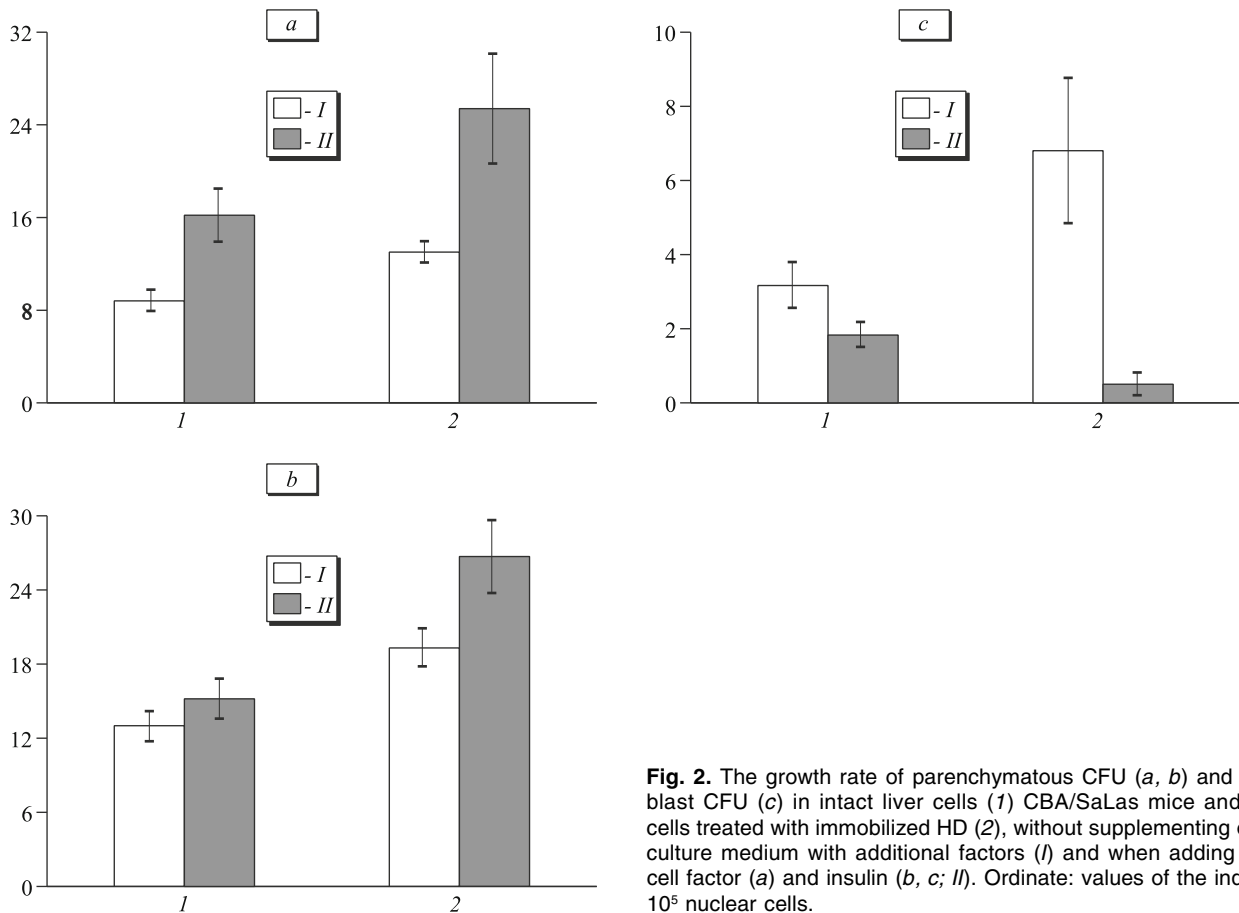 a
32
24
16
8
0
- I
- II
1
2
c
10
8
6
4
2
0
- I
- II
1
2
b
30
24
18
12
6
0
- I
- II
1
2
Fig. 2. The growth rate of parenchymatous CFU (a, b) and
blast CFU (c) in intact liver cells (1) CBA/SaLas mice and
cells treated with immobilized HD (2), without supplementing
culture medium with additional factors (I) and when adding
cell factor (a) and insulin (b, c; II). Ordinate: values of the
10⁵ nuclear cells.